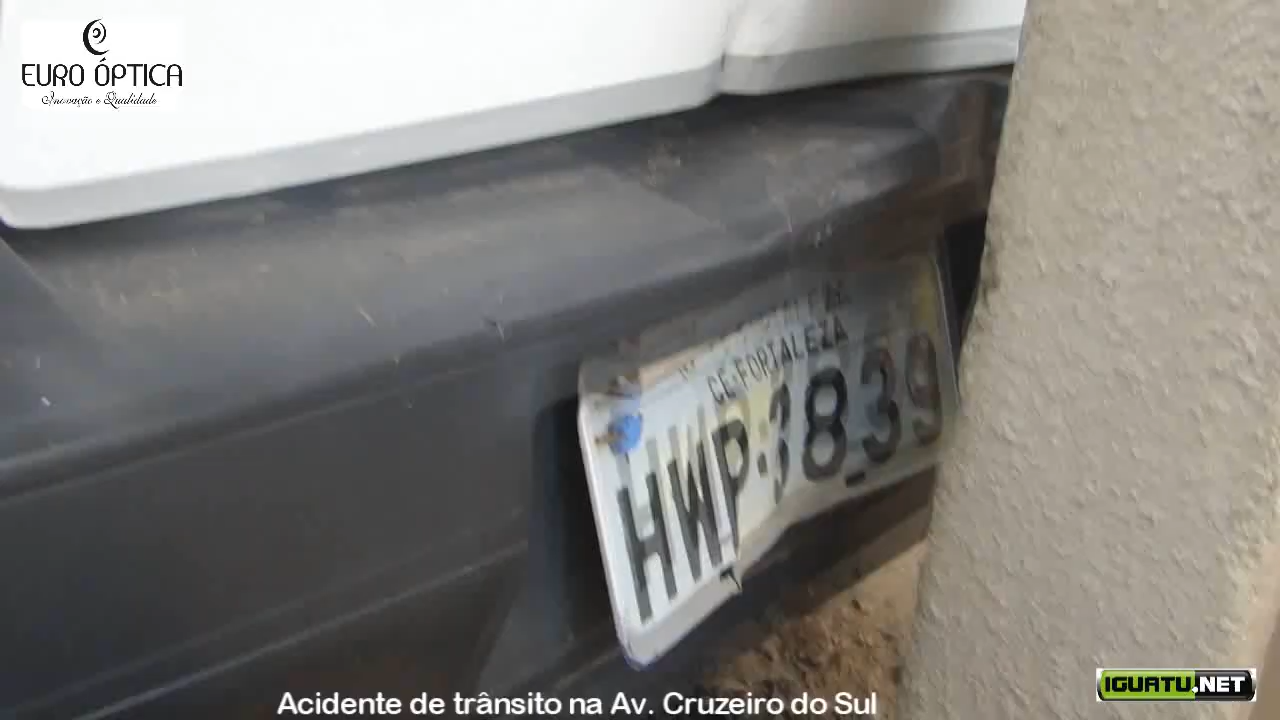 EURO ÓPTICA
Inovação e Qualidade
CE-FORTALEZA
HWP 3839
Acidente de trânsito na Av. Cruzeiro do Sul
IGUATU.NET